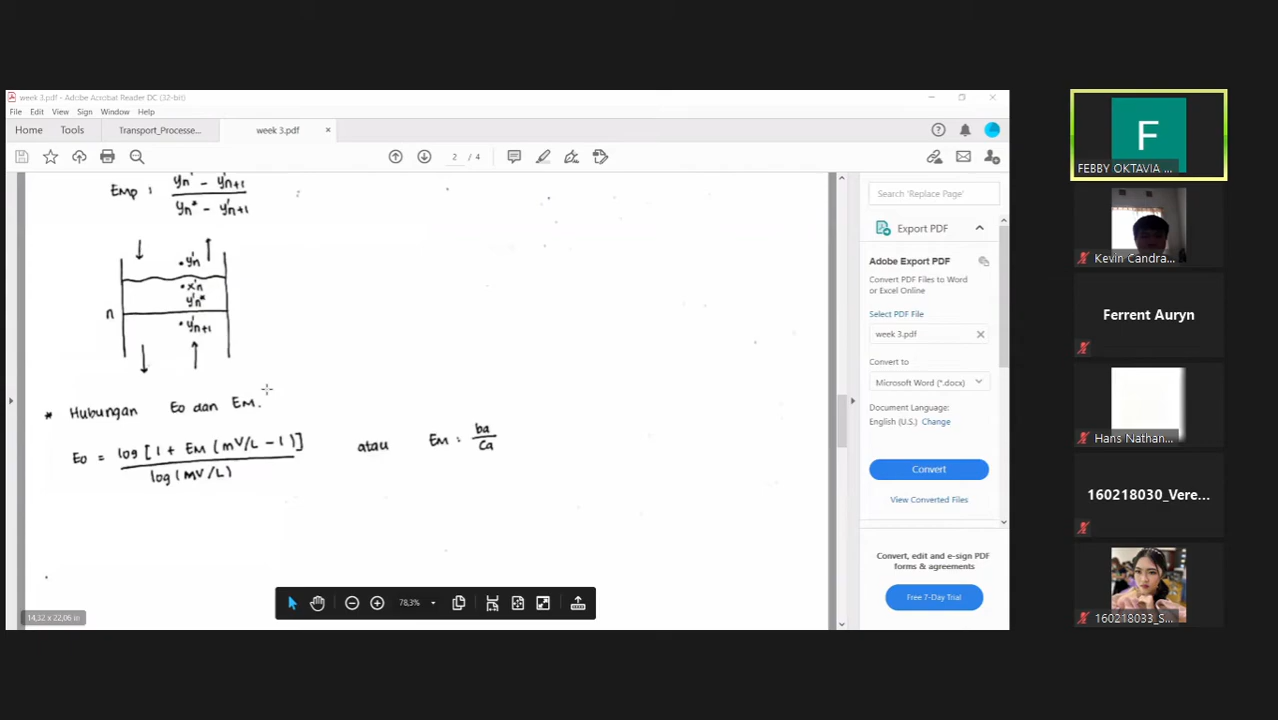 week 3.pdf - Adobe Acrobat Reader DC (32-bit)
File Edit View Sign Window Help
Home Tools Transport_Processe... week 3.pdf ×
2 / 4
Emp : yn' - y'n+1
yn* - y'n+1
y'n
x'n
y'n*
n
y'n+1
* Hubungan Eo dan EM.
Eo = log [ 1 + EM ( mV/L - 1 )]
log ( mV/L )
atau EM : ba
Ca
14,32 x 22,06 in
78,3%
Search 'Replace Page'
Export PDF
Adobe Export PDF
Convert PDF Files to Word
or Excel Online
Select PDF File
week 3.pdf
Convert to
Microsoft Word (*.docx)
Document Language:
English (U.S.) Change
Convert
View Converted Files
Convert, edit and e-sign PDF
forms & agreements
Free 7-Day Trial
F
FEBBY OKTAVIA ...
Kevin Candra...
Ferrent Auryn
Hans Nathan...
160218030_Vere...
160218033_S...